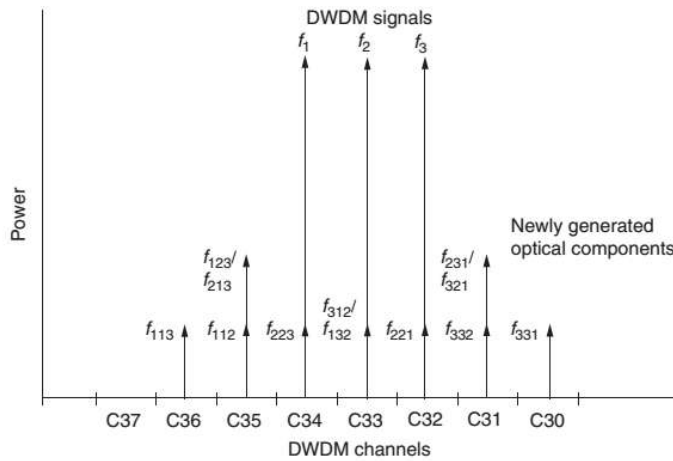 DWDM signals
f1 f2 f3
Power
Newly generated
optical components
f123/
f213
f231/
f321
f312/
f113 f112 f223 f132 f221 f332 f331
C37 C36 C35 C34 C33 C32 C31 C30
DWDM channels